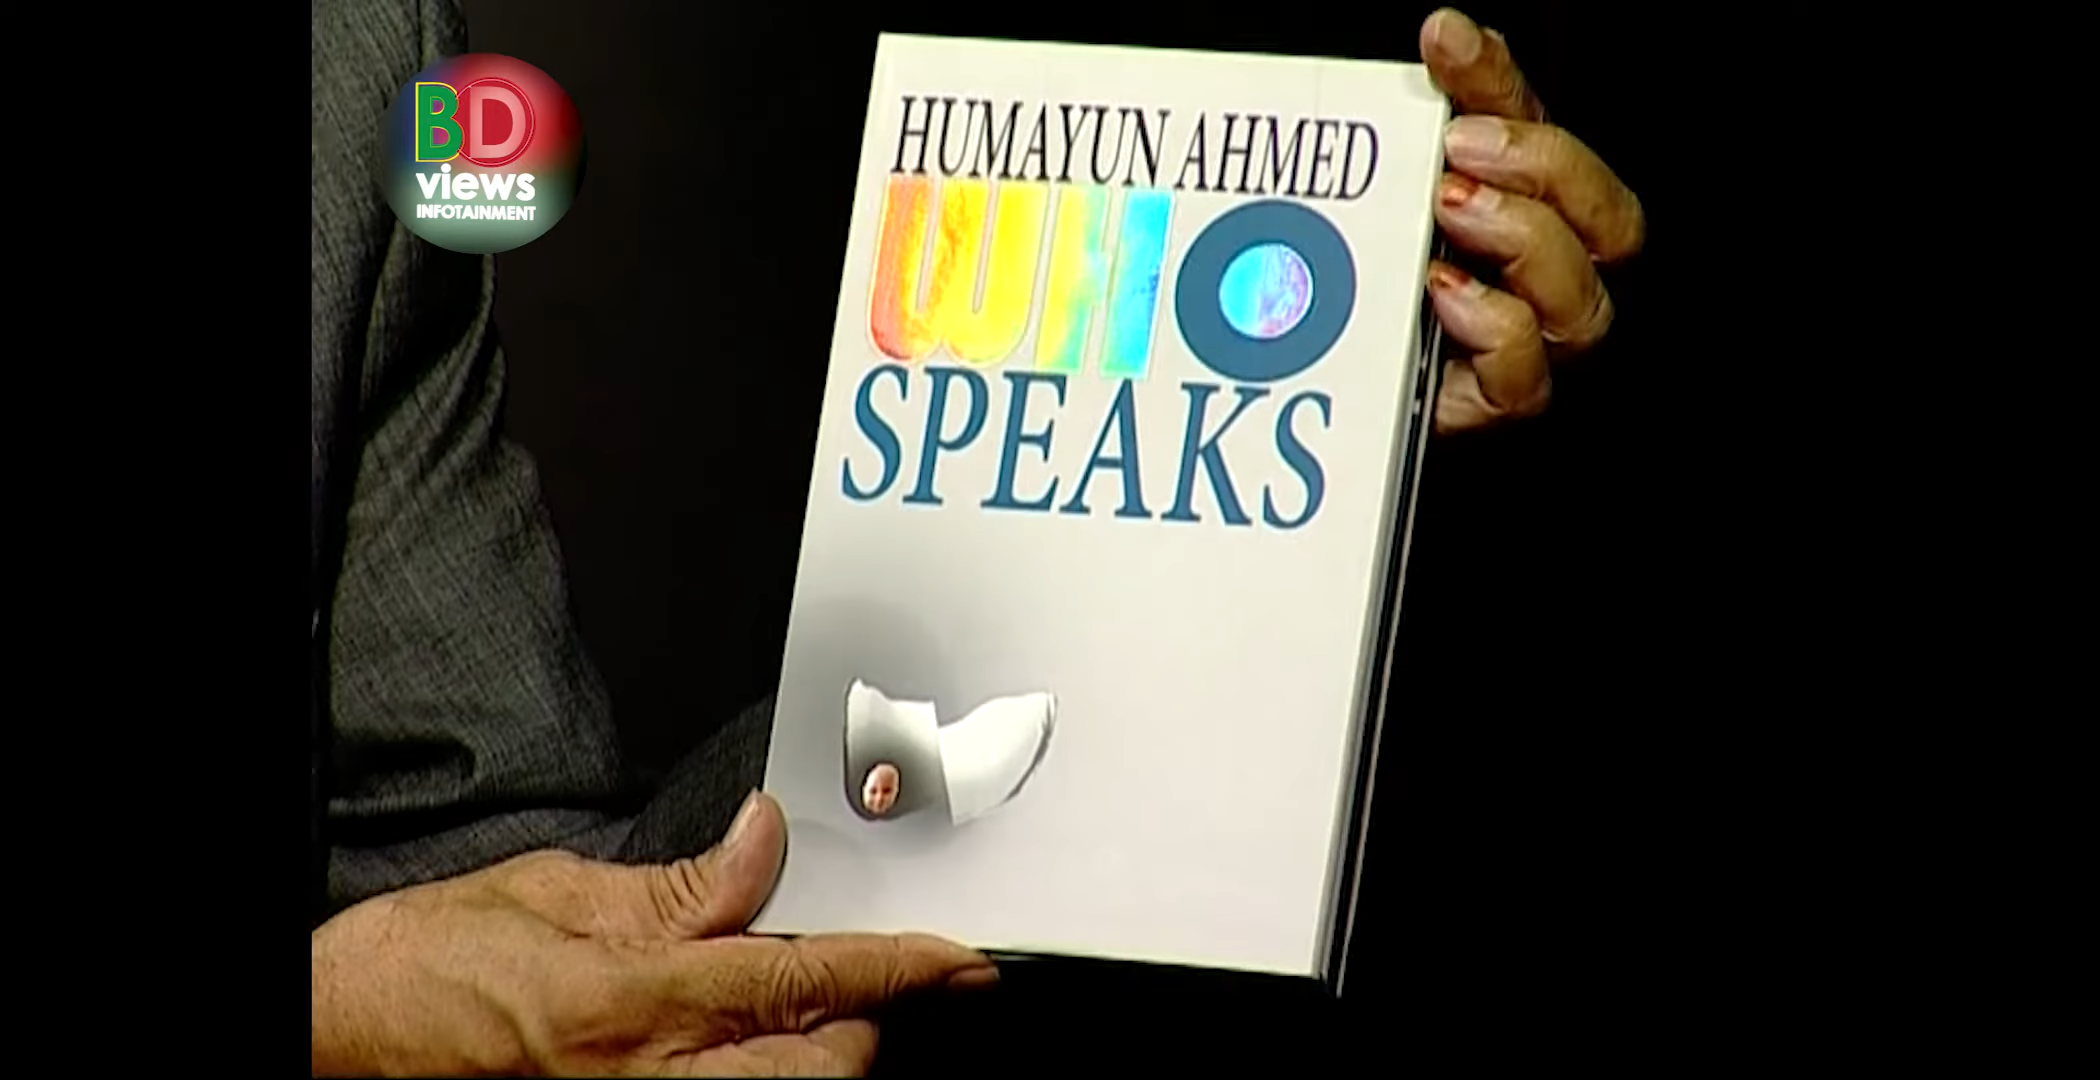 BD
views
INFOTAINMENT
HUMAYUN AHMED
WHO
SPEAKS